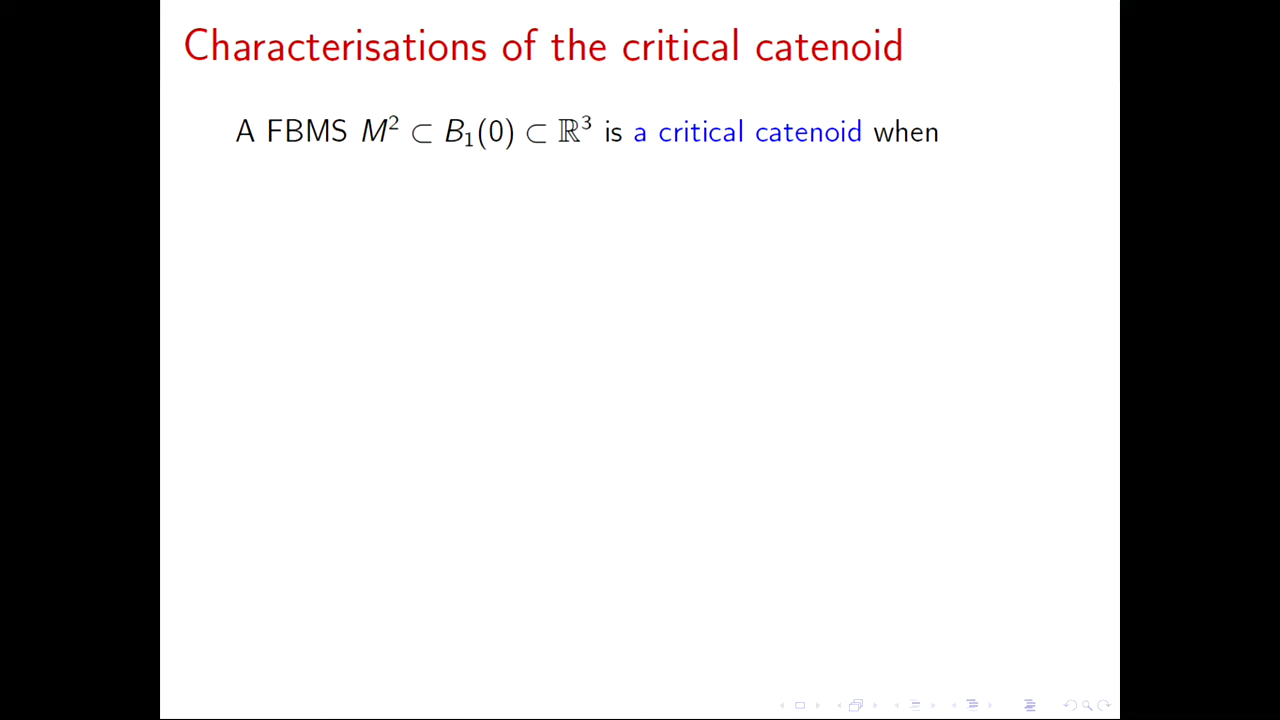 Characterisations of the critical catenoid
A FBMS M² ⊂ B₁(0) ⊂ ℝ³ is a critical catenoid when